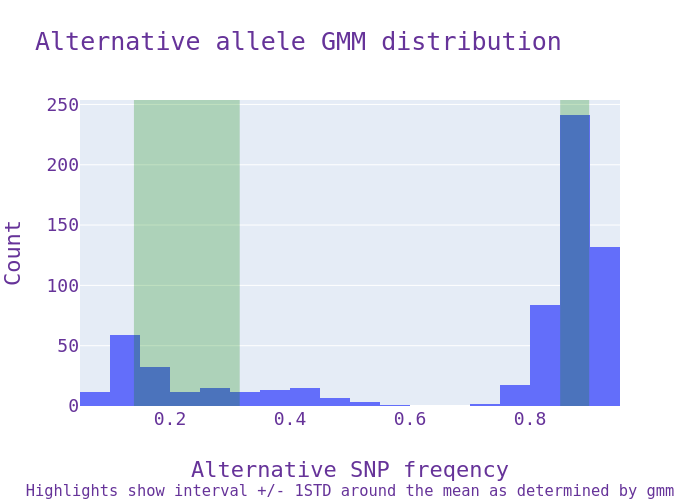 Alternative allele GMM distribution
250
200
150
100
50
0
Count
0.2 0.4 0.6 0.8
Alternative SNP freqency
Highlights show interval +/- 1STD around the mean as determined by gmm